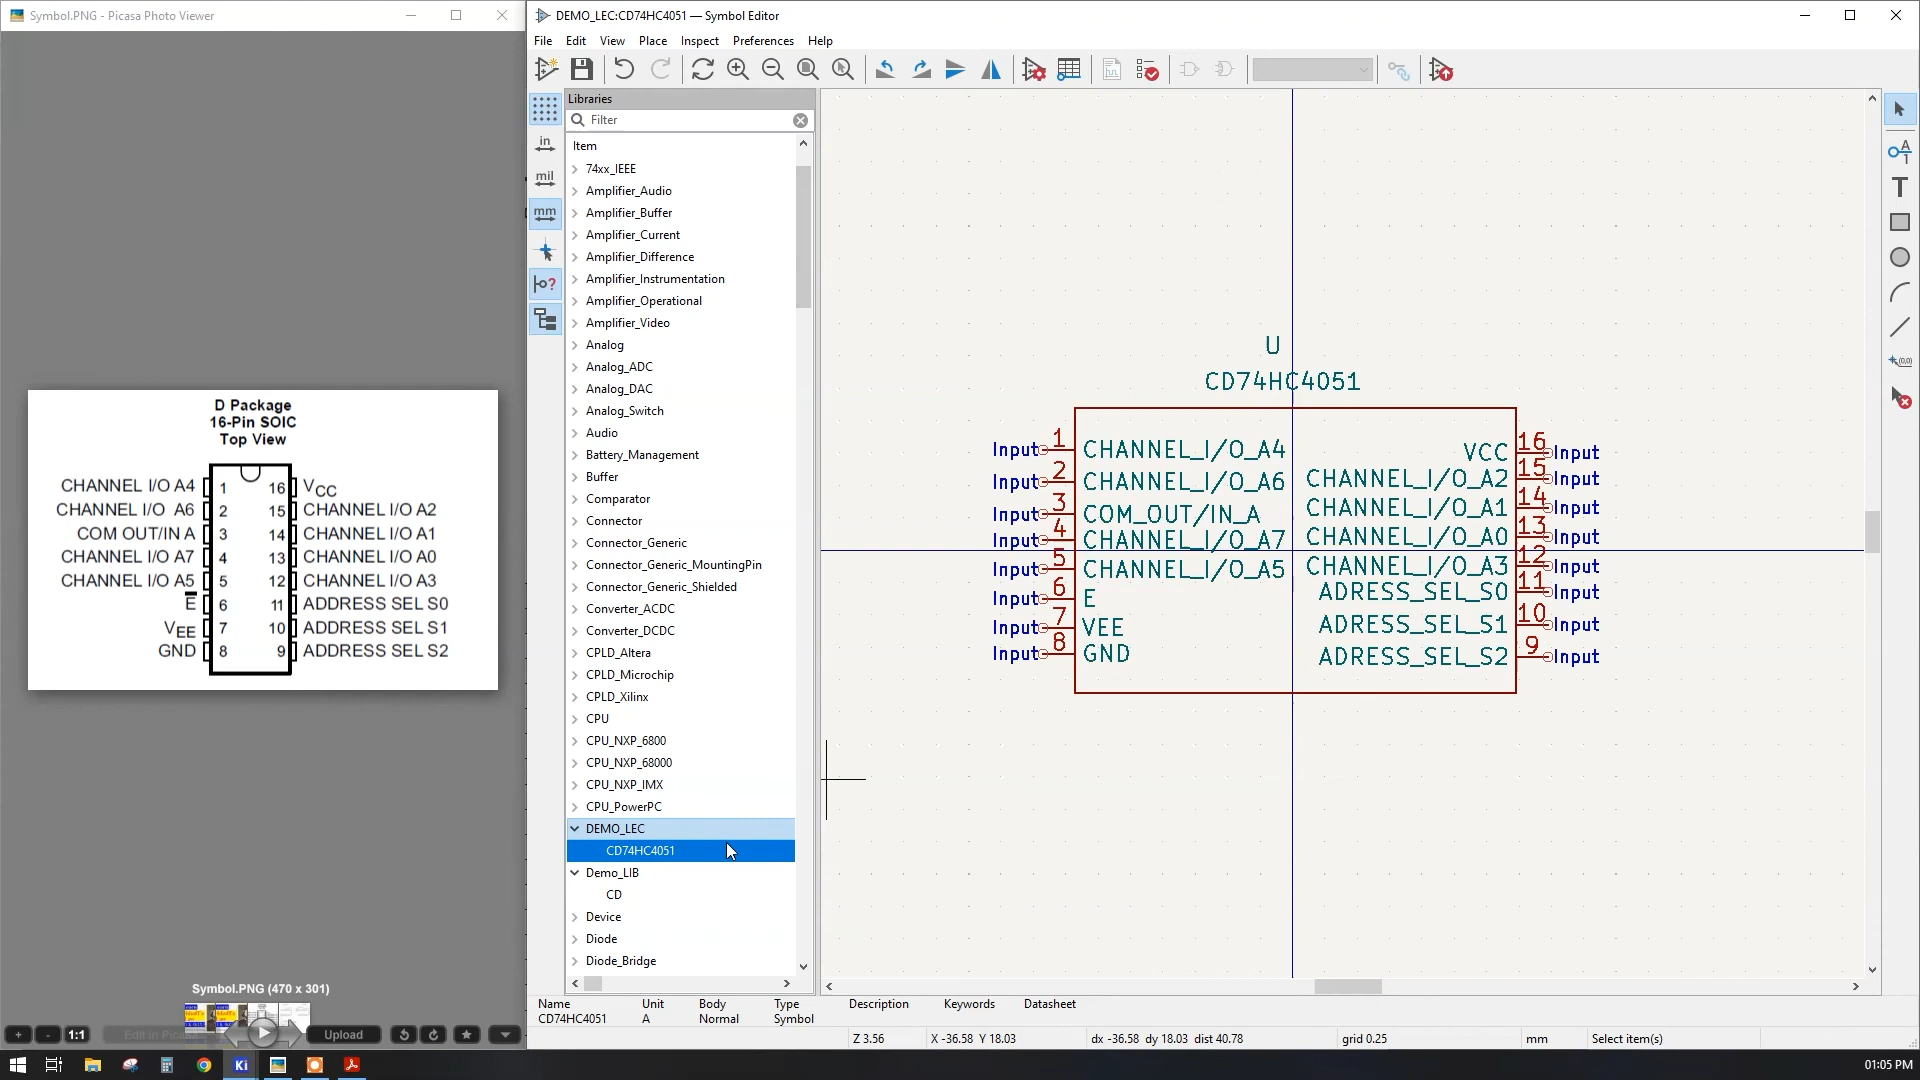 Symbol.PNG - Picasa Photo Viewer
D Package
16-Pin SOIC
Top View
CHANNEL I/O A4 1 16 VCC
CHANNEL I/O A6 2 15 CHANNEL I/O A2
COM OUT/IN A 3 14 CHANNEL I/O A1
CHANNEL I/O A7 4 13 CHANNEL I/O A0
CHANNEL I/O A5 5 12 CHANNEL I/O A3
E 6 11 ADDRESS SEL S0
VEE 7 10 ADDRESS SEL S1
GND 8 9 ADDRESS SEL S2
Symbol.PNG (470 x 301)
+ - 1:1 Edit in Picasa Upload
DEMO_LEC:CD74HC4051 — Symbol Editor
File Edit View Place Inspect Preferences Help
in
mil
mm
Libraries
Filter
Item
74xx_IEEE
Amplifier_Audio
Amplifier_Buffer
Amplifier_Current
Amplifier_Difference
Amplifier_Instrumentation
Amplifier_Operational
Amplifier_Video
Analog
Analog_ADC
Analog_DAC
Analog_Switch
Audio
Battery_Management
Buffer
Comparator
Connector
Connector_Generic
Connector_Generic_MountingPin
Connector_Generic_Shielded
Converter_ACDC
Converter_DCDC
CPLD_Altera
CPLD_Microchip
CPLD_Xilinx
CPU
CPU_NXP_6800
CPU_NXP_68000
CPU_NXP_IMX
CPU_PowerPC
DEMO_LEC
CD74HC4051
Demo_LIB
CD
Device
Diode
Diode_Bridge
U
CD74HC4051
Input 1 CHANNEL_I/O_A4 VCC 16 Input
Input 2 CHANNEL_I/O_A6 CHANNEL_I/O_A2 15 Input
Input 3 COM_OUT/IN_A CHANNEL_I/O_A1 14 Input
Input 4 CHANNEL_I/O_A7 CHANNEL_I/O_A0 13 Input
Input 5 CHANNEL_I/O_A5 CHANNEL_I/O_A3 12 Input
Input 6 E ADRESS_SEL_S0 11 Input
Input 7 VEE ADRESS_SEL_S1 10 Input
Input 8 GND ADRESS_SEL_S2 9 Input
Name Unit Body Type Description Keywords Datasheet
CD74HC4051 A Normal Symbol
Z 3.56 X -36.58 Y 18.03 dx -36.58 dy 18.03 dist 40.78 grid 0.25 mm Select item(s)
Ki
01:05 PM